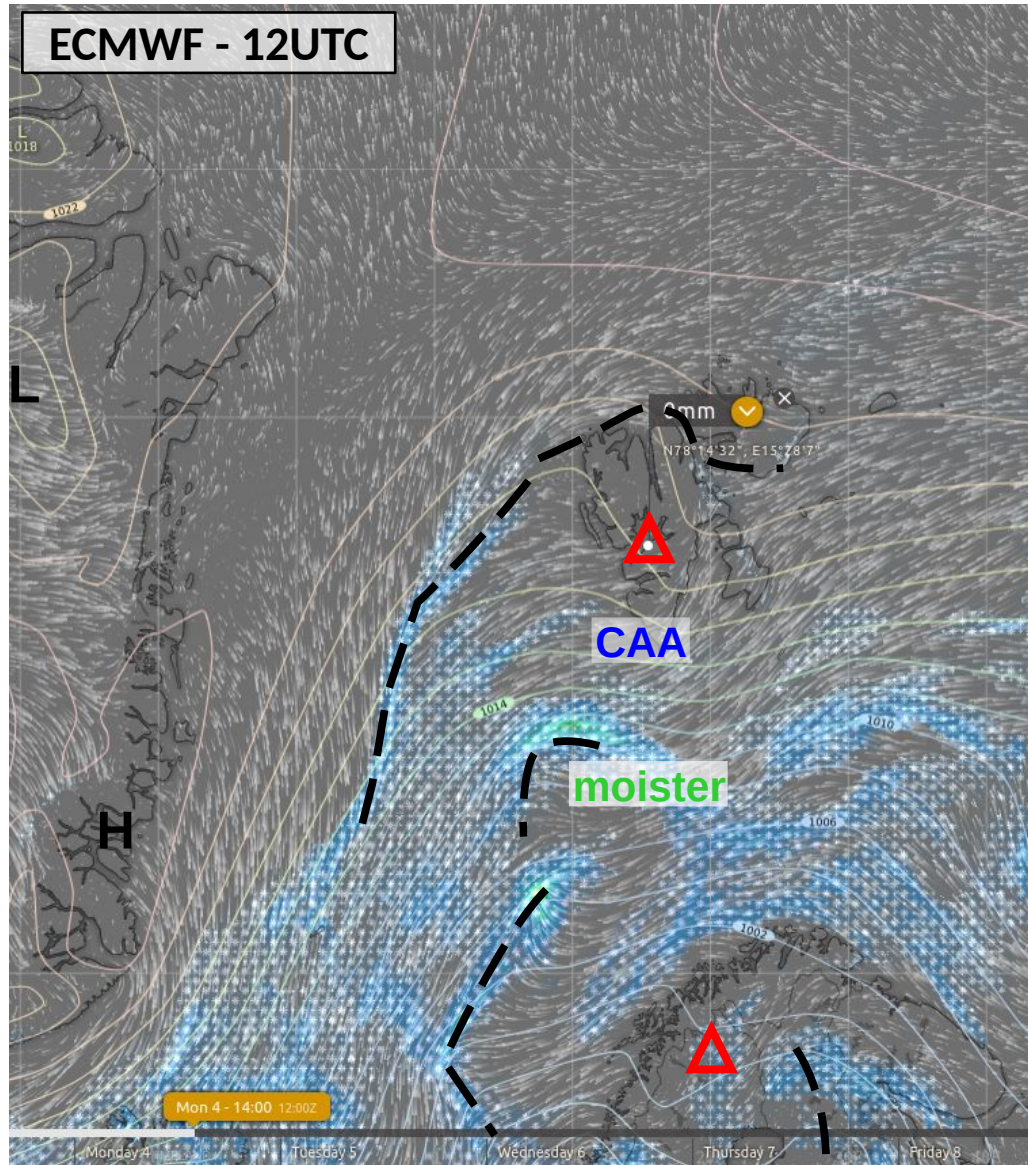 ECMWF - 12UTC
L
1018
1022
L
0mm
N78°14'32", E15°28'7"
CAA
1014
1010
moister
1006
H
1002
Mon 4 - 14:00 12:00Z
Monday 4 Tuesday 5 Wednesday 6 Thursday 7 Friday 8